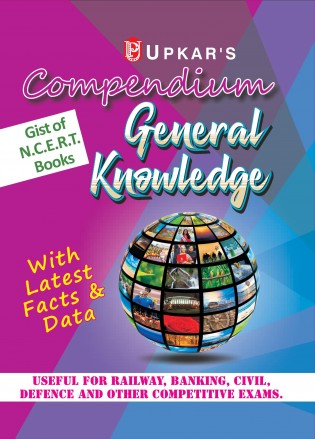 UPKAR'S
Compendium
General
Knowledge
Gist of
N.C.E.R.T.
Books
With
Latest
Facts &
Data
USEFUL FOR RAILWAY, BANKING, CIVIL,
DEFENCE AND OTHER COMPETITIVE EXAMS.